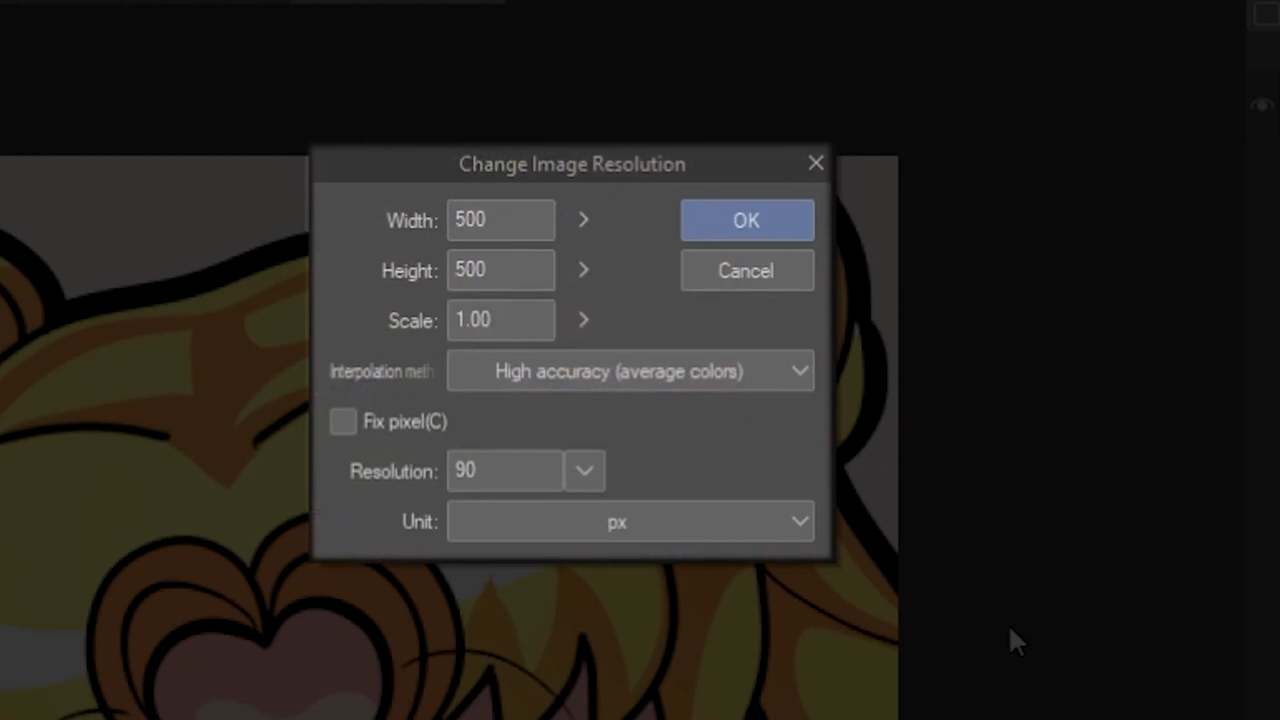 Change Image Resolution
Width: 500
OK
Height: 500
Cancel
Scale: 1.00
Interpolation meth
High accuracy (average colors)
Fix pixel(C)
Resolution: 90
Unit: px